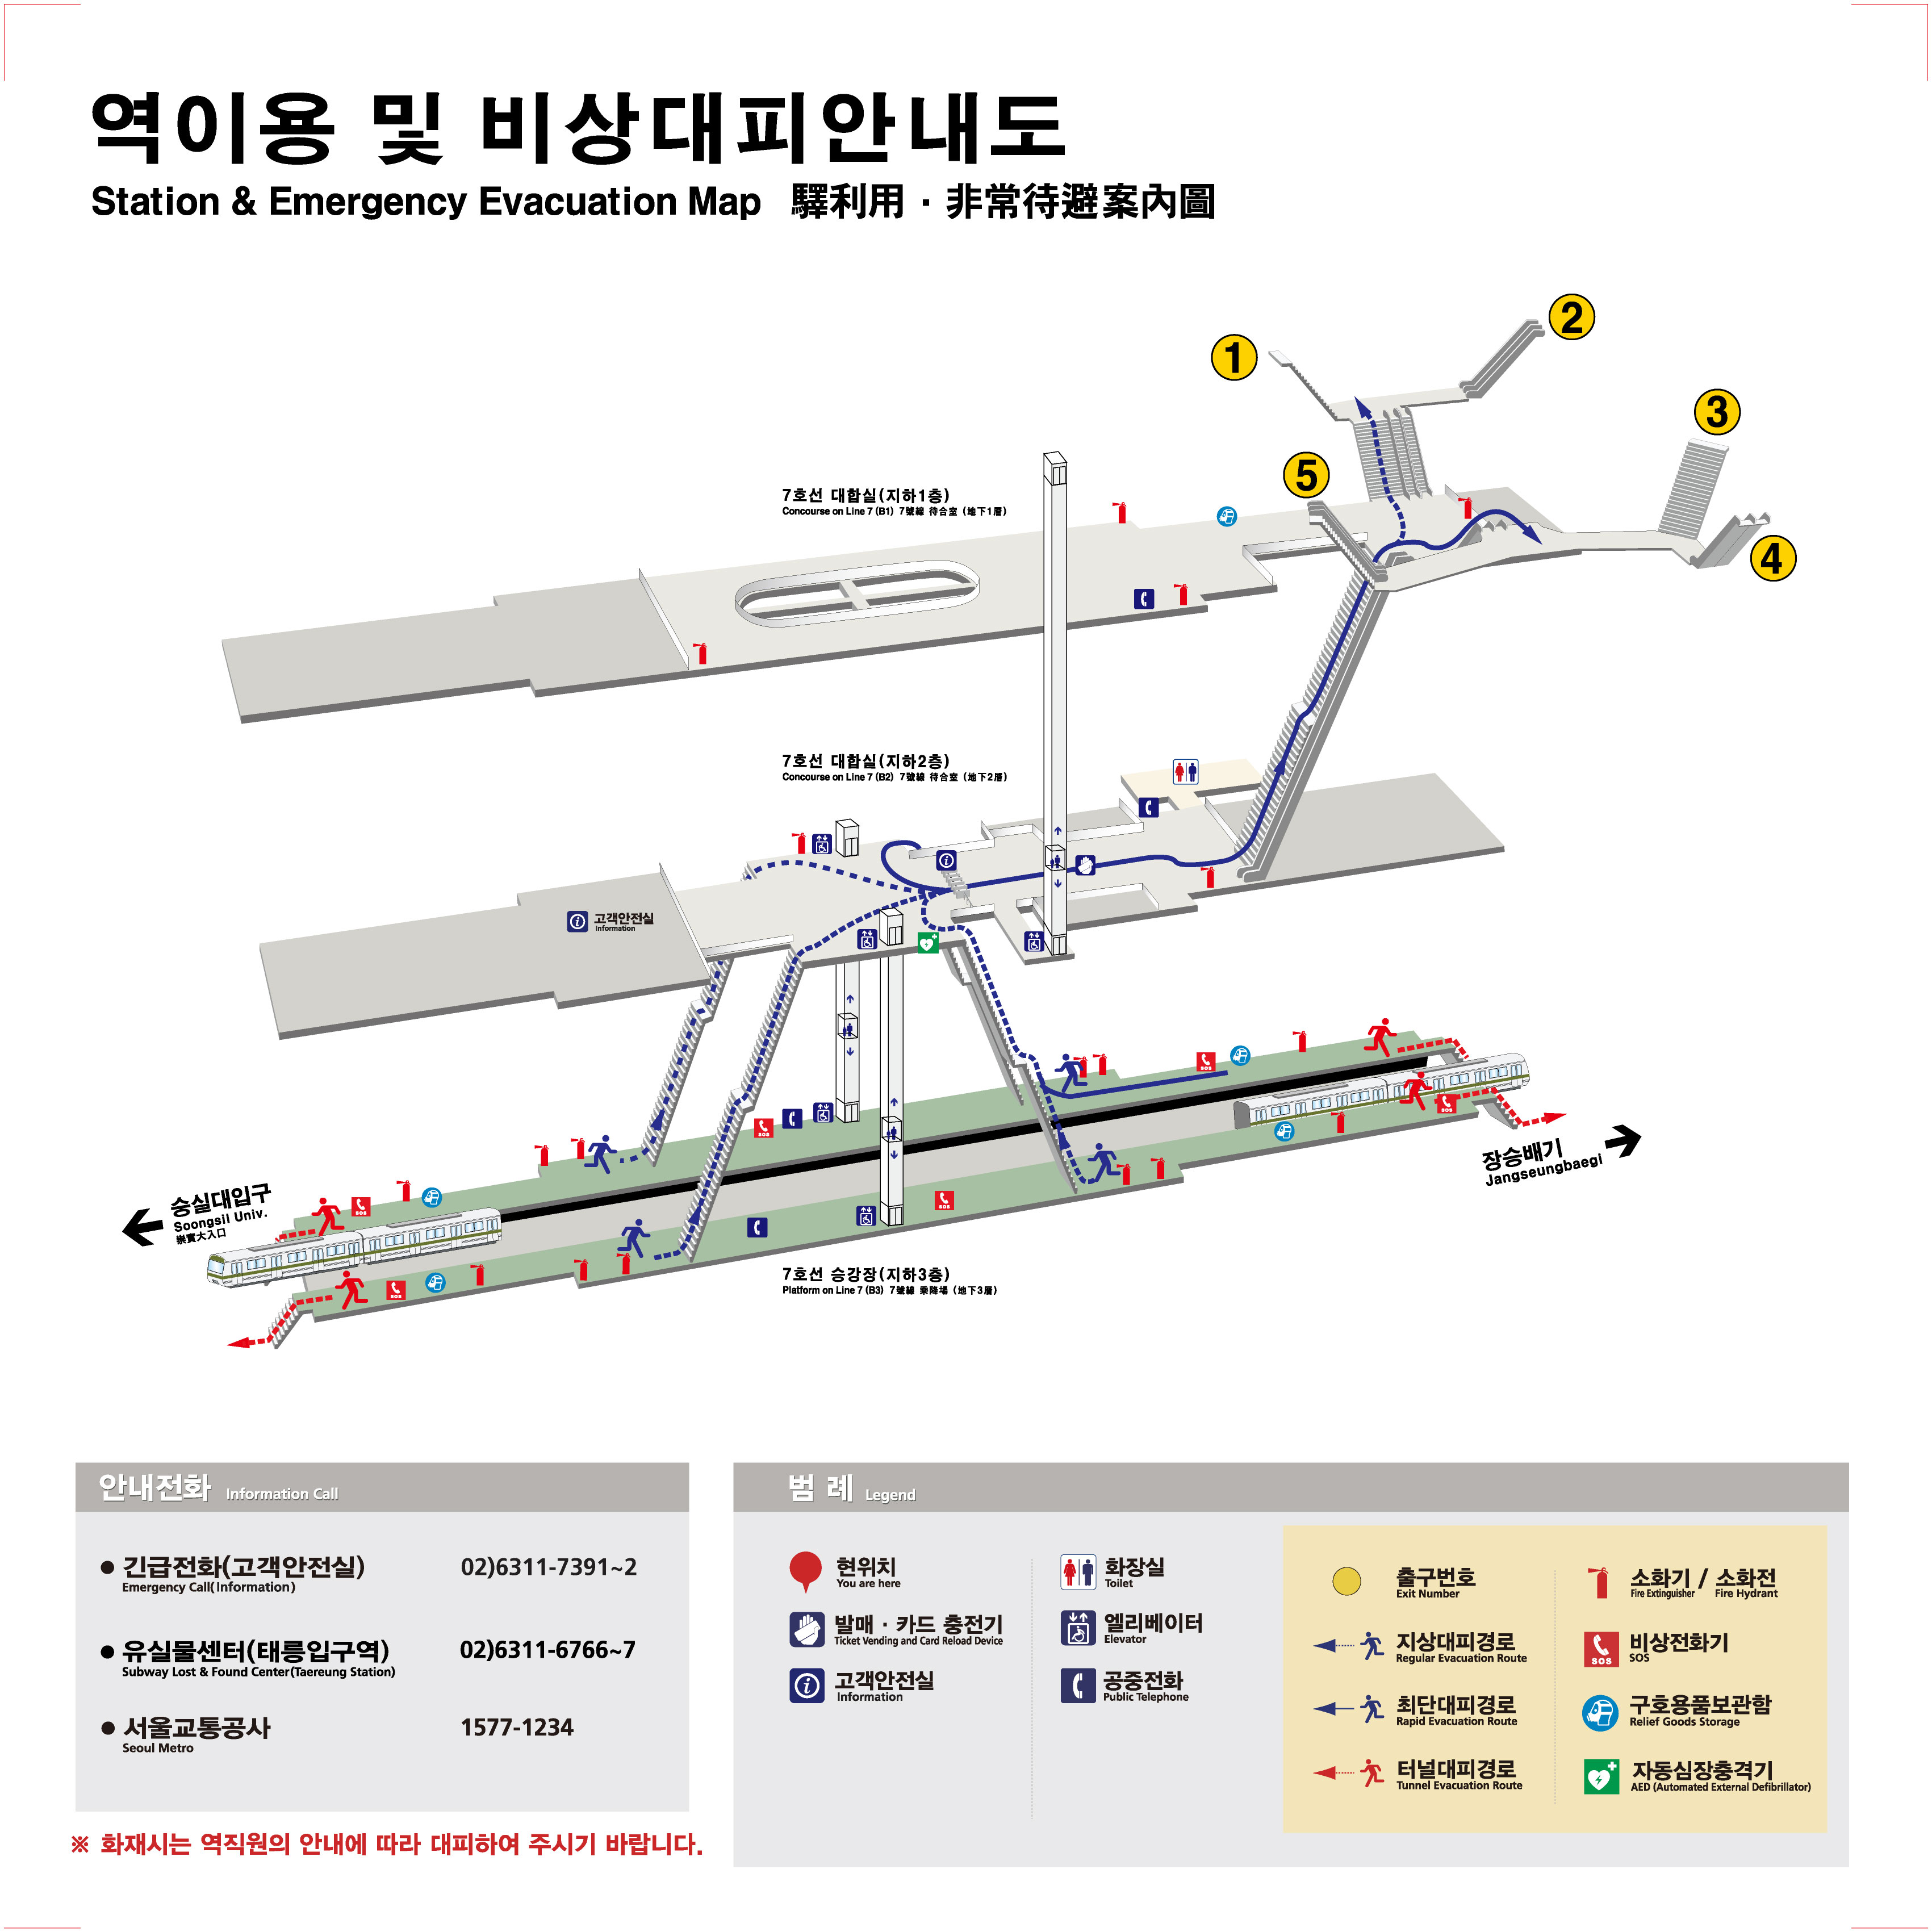 역이용 및 비상대피안내도
Station & Emergency Evacuation Map 驛利用 · 非常待避案內圖
1
2
3
4
5
7호선 대합실(지하1층)
Concourse on Line 7 (B1) 7號線 待合室 (地下1層)
7호선 대합실(지하2층)
Concourse on Line 7 (B2) 7號線 待合室 (地下2層)
고객안전실
Information
SOS
SOS
SOS
SOS
SOS
SOS
장승배기
Jangseungbaegi
숭실대입구
Soongsil Univ.
崇實大入口
7호선 승강장(지하3층)
Platform on Line 7 (B3) 7號線 乘降場 (地下3層)
안내전화 Information Call
● 긴급전화(고객안전실) 02)6311-7391~2
Emergency Call(Information)
● 유실물센터(태릉입구역) 02)6311-6766~7
Subway Lost & Found Center(Taereung Station)
● 서울교통공사 1577-1234
Seoul Metro
※ 화재시는 역직원의 안내에 따라 대피하여 주시기 바랍니다.
범 례 Legend
현위치
You are here
발매 · 카드 충전기
Ticket Vending and Card Reload Device
고객안전실
Information
화장실
Toilet
엘리베이터
Elevator
공중전화
Public Telephone
출구번호
Exit Number
지상대피경로
Regular Evacuation Route
최단대피경로
Rapid Evacuation Route
터널대피경로
Tunnel Evacuation Route
소화기 / 소화전
Fire Extinguisher / Fire Hydrant
SOS
비상전화기
SOS
구호용품보관함
Relief Goods Storage
자동심장충격기
AED (Automated External Defibrillator)